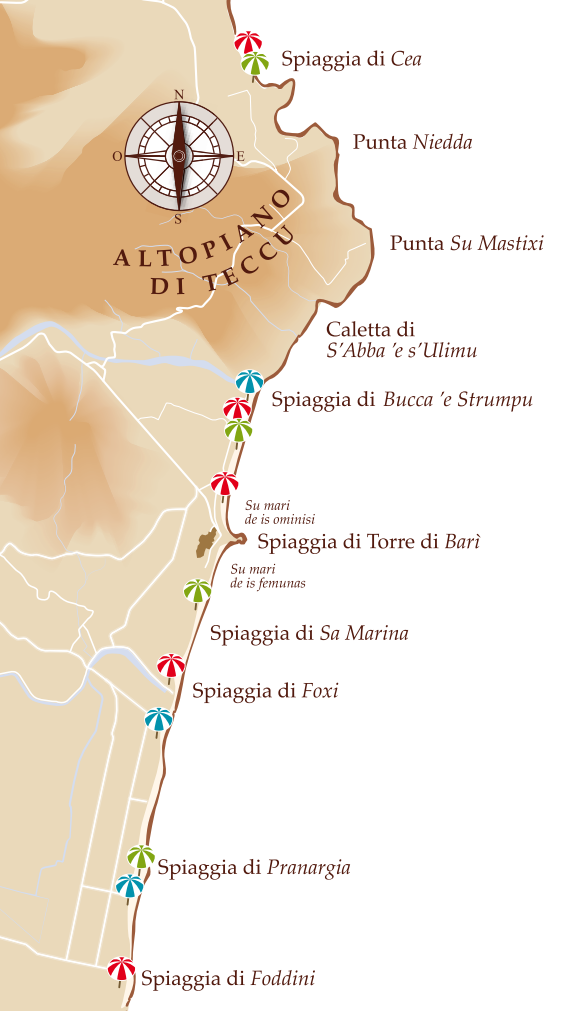 Spiaggia di Cea
N
O
E
S
Punta Niedda
ALTOPIANO
DI TECCU
Punta Su Mastixi
Caletta di
S'Abba 'e s'Ulimu
Spiaggia di Bucca 'e Strumpu
Su mari
de is ominisi
Spiaggia di Torre di Barì
Su mari
de is femunas
Spiaggia di Sa Marina
Spiaggia di Foxi
Spiaggia di Pranargia
Spiaggia di Foddini